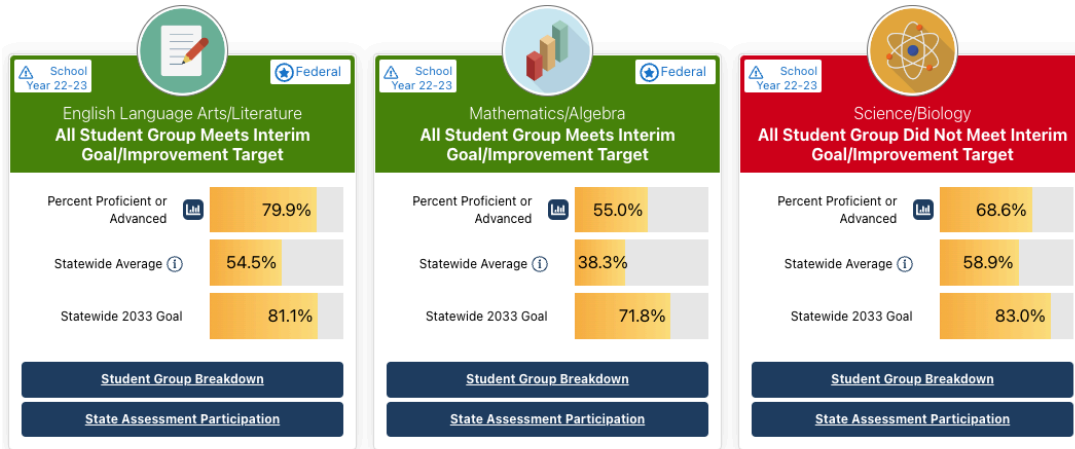 School
Year 22-23
Federal
English Language Arts/Literature
All Student Group Meets Interim
Goal/Improvement Target
Percent Proficient or
Advanced
79.9%
Statewide Average
54.5%
Statewide 2033 Goal
81.1%
Student Group Breakdown
State Assessment Participation
School
Year 22-23
Federal
Mathematics/Algebra
All Student Group Meets Interim
Goal/Improvement Target
Percent Proficient or
Advanced
55.0%
Statewide Average
38.3%
Statewide 2033 Goal
71.8%
Student Group Breakdown
State Assessment Participation
School
Year 22-23
Science/Biology
All Student Group Did Not Meet Interim
Goal/Improvement Target
Percent Proficient or
Advanced
68.6%
Statewide Average
58.9%
Statewide 2033 Goal
83.0%
Student Group Breakdown
State Assessment Participation